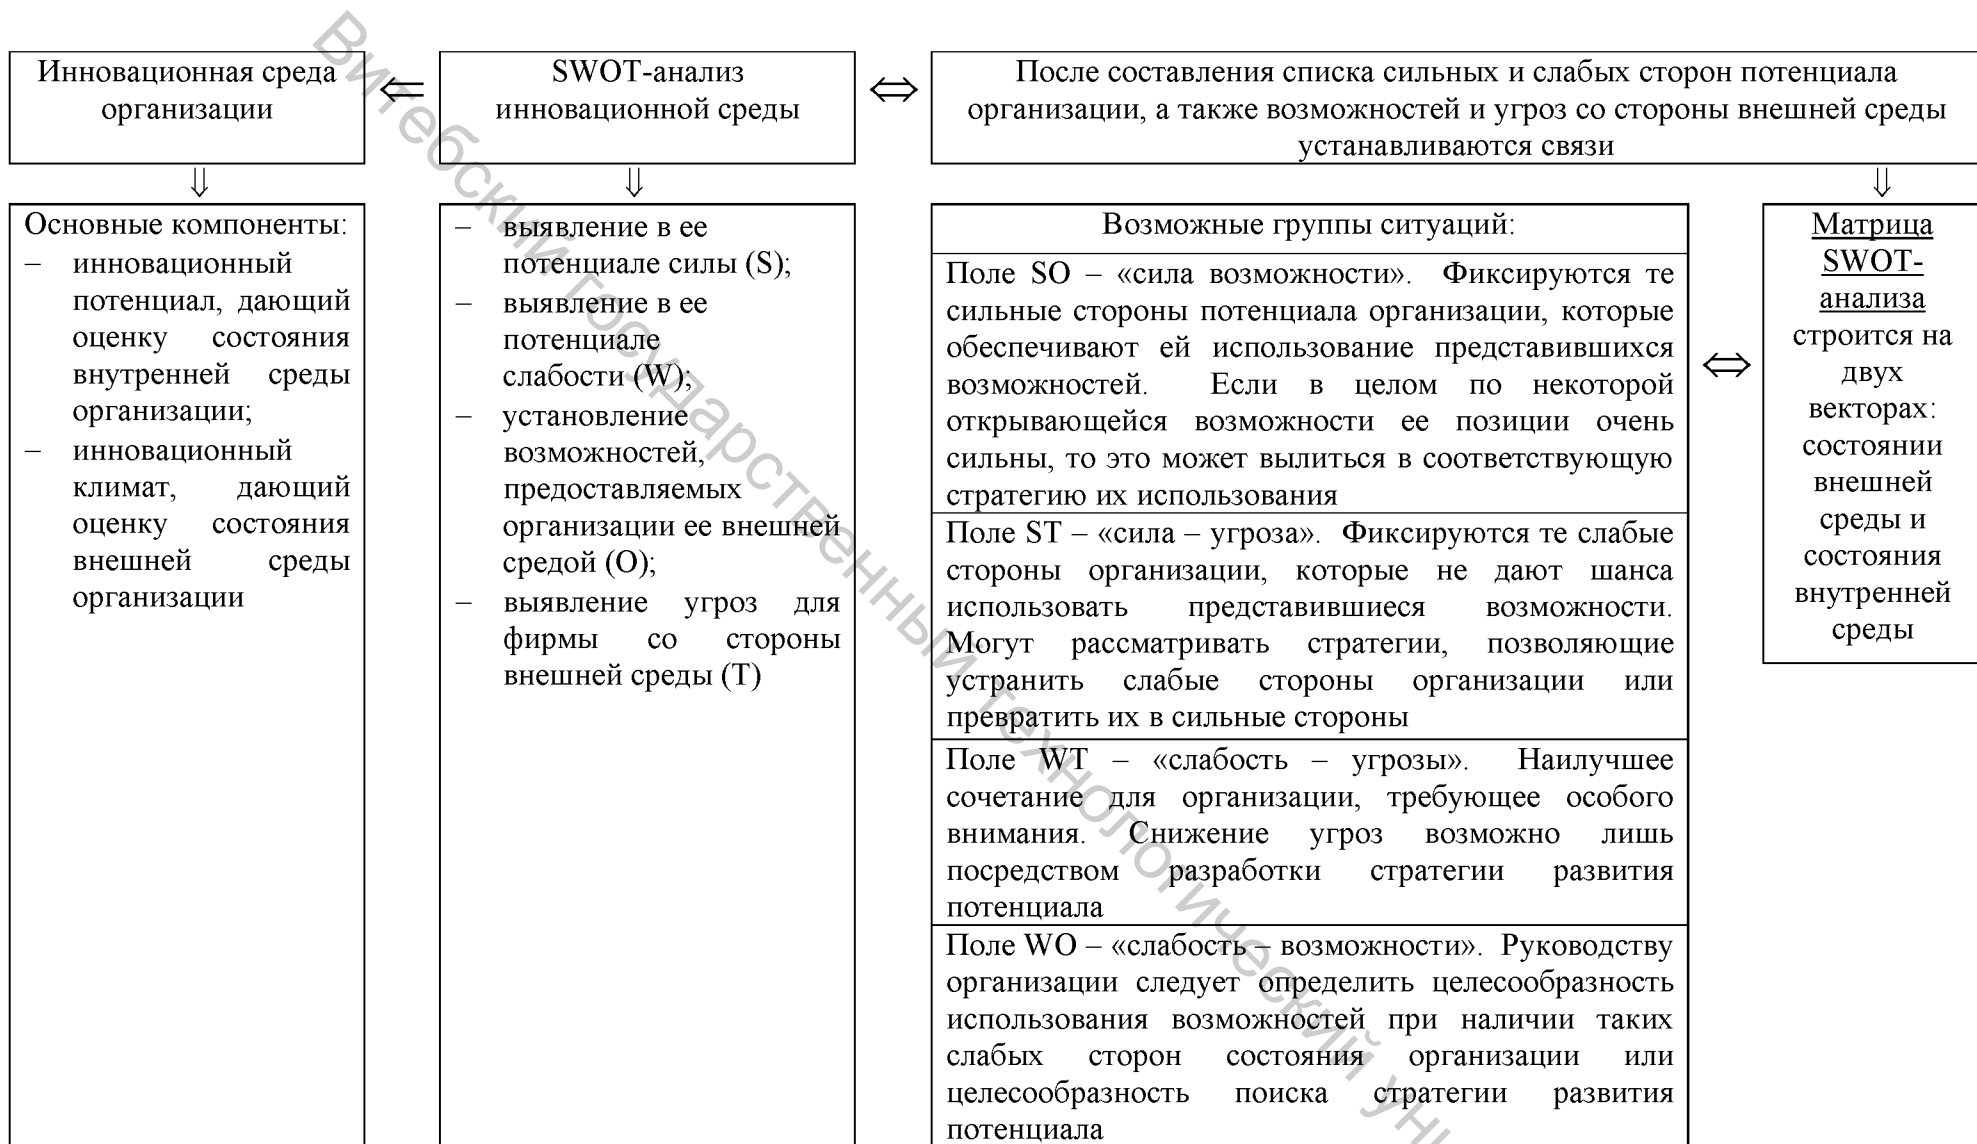 Инновационная среда
организации
SWOT-анализ
инновационной среды
После составления списка сильных и слабых сторон потенциала
организации, а также возможностей и угроз со стороны внешней среды
устанавливаются связи
Основные компоненты:
– инновационный
потенциал, дающий
оценку состояния
внутренней среды
организации;
– инновационный
климат, дающий
оценку состояния
внешней среды
организации
– выявление в ее
потенциале силы (S);
– выявление в ее
потенциале
слабости (W);
– установление
возможностей,
предоставляемых
организации ее внешней
средой (O);
– выявление угроз для
фирмы со стороны
внешней среды (T)
Возможные группы ситуаций:
Поле SO – «сила возможности». Фиксируются те
сильные стороны потенциала организации, которые
обеспечивают ей использование представившихся
возможностей. Если в целом по некоторой
открывающейся возможности ее позиции очень
сильны, то это может вылиться в соответствующую
стратегию их использования
Поле ST – «сила – угроза». Фиксируются те слабые
стороны организации, которые не дают шанса
использовать представившиеся возможности.
Могут рассматривать стратегии, позволяющие
устранить слабые стороны организации или
превратить их в сильные стороны
Поле WT – «слабость – угрозы». Наилучшее
сочетание для организации, требующее особого
внимания. Снижение угроз возможно лишь
посредством разработки стратегии развития
потенциала
Поле WO – «слабость – возможности». Руководству
организации следует определить целесообразность
использования возможностей при наличии таких
слабых сторон состояния организации или
целесообразность поиска стратегии развития
потенциала
Матрица
SWOT-
анализа
строится на
двух
векторах:
состоянии
внешней
среды и
состояния
внутренней
среды
Витебский государственный технологический ун